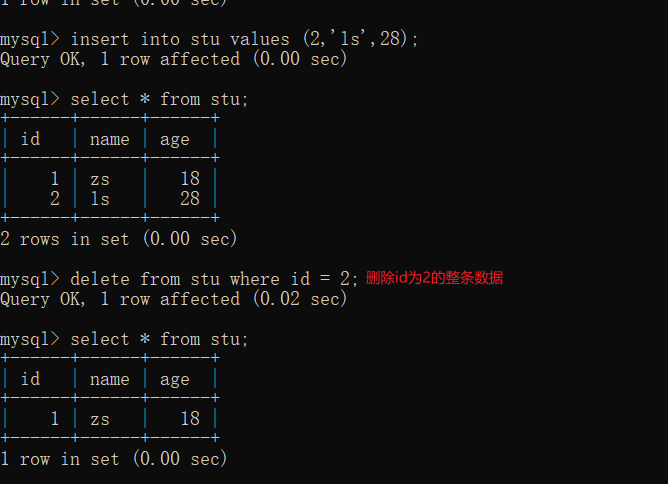 1 row in set (0.00 sec)
mysql> insert into stu values (2,'ls',28);
Query OK, 1 row affected (0.00 sec)
mysql> select * from stu;
+------+------+------+
| id   | name | age  |
+------+------+------+
|    1 | zs   |   18 |
|    2 | ls   |   28 |
+------+------+------+
2 rows in set (0.00 sec)
mysql> delete from stu where id = 2; 删除id为2的整条数据
Query OK, 1 row affected (0.02 sec)
mysql> select * from stu;
+------+------+------+
| id   | name | age  |
+------+------+------+
|    1 | zs   |   18 |
+------+------+------+
1 row in set (0.00 sec)